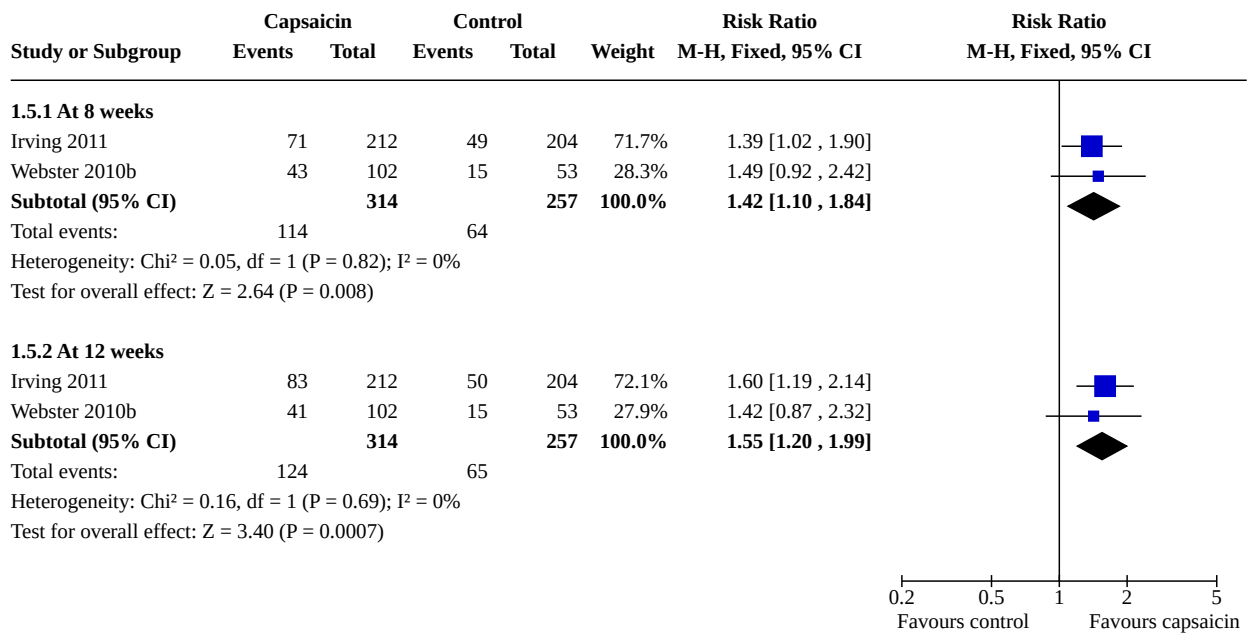 Capsaicin Control Risk Ratio Risk Ratio
Study or Subgroup Events Total Events Total Weight M-H, Fixed, 95% CI M-H, Fixed, 95% CI
1.5.1 At 8 weeks
Irving 2011 71 212 49 204 71.7% 1.39 [1.02 , 1.90]
Webster 2010b 43 102 15 53 28.3% 1.49 [0.92 , 2.42]
Subtotal (95% CI) 314 257 100.0% 1.42 [1.10 , 1.84]
Total events: 114 64
Heterogeneity: Chi² = 0.05, df = 1 (P = 0.82); I² = 0%
Test for overall effect: Z = 2.64 (P = 0.008)
1.5.2 At 12 weeks
Irving 2011 83 212 50 204 72.1% 1.60 [1.19 , 2.14]
Webster 2010b 41 102 15 53 27.9% 1.42 [0.87 , 2.32]
Subtotal (95% CI) 314 257 100.0% 1.55 [1.20 , 1.99]
Total events: 124 65
Heterogeneity: Chi² = 0.16, df = 1 (P = 0.69); I² = 0%
Test for overall effect: Z = 3.40 (P = 0.0007)
0.2 0.5 1 2 5
Favours control Favours capsaicin